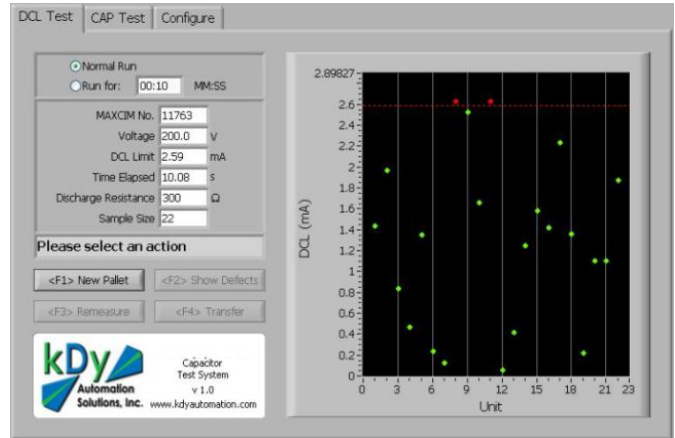 DCL Test CAP Test Configure
Normal Run
Run for: 00:10 MM:SS
MAXCIM No. 11763
Voltage 200.0 V
DCL Limit 2.59 mA
Time Elapsed 10.08 s
Discharge Resistance 300 Ω
Sample Size 22
Please select an action
<F1> New Pallet <F2> Show Defects
<F3> Remeasure <F4> Transfer
kDy
Automation
Solutions, Inc.
Capacitor
Test System
v 1.0
www.kdyautomation.com
2.89827
2.6
2.4
2.2
2
1.8
1.6
1.4
1.2
1
0.8
0.6
0.4
0.2
0
DCL (mA)
0 3 6 9 12 15 18 21 23
Unit